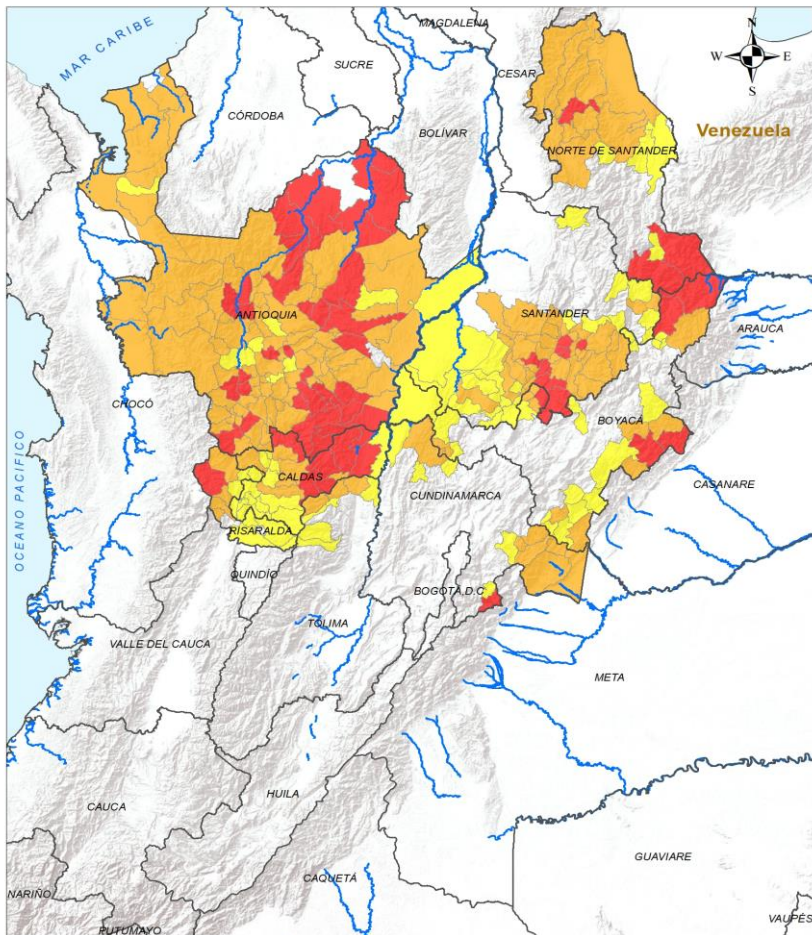 MAGDALENA
MAR CARIBE
SUCRE
CESAR
N
W E
S
CÓRDOBA
BOLÍVAR
Venezuela
NORTE DE SANTANDER
ANTIOQUIA
SANTANDER
ARAUCA
CHOCÓ
BOYACÁ
CALDAS
CUNDINAMARCA
CASANARE
OCEANO PACIFICO
RISARALDA
QUINDÍO
BOGOTÁ D.C
TOLIMA
VALLE DEL CAUCA
META
HUILA
CAUCA
GUAVIARE
CAQUETÁ
NARIÑO
PUTUMAYO
VAUPÉS